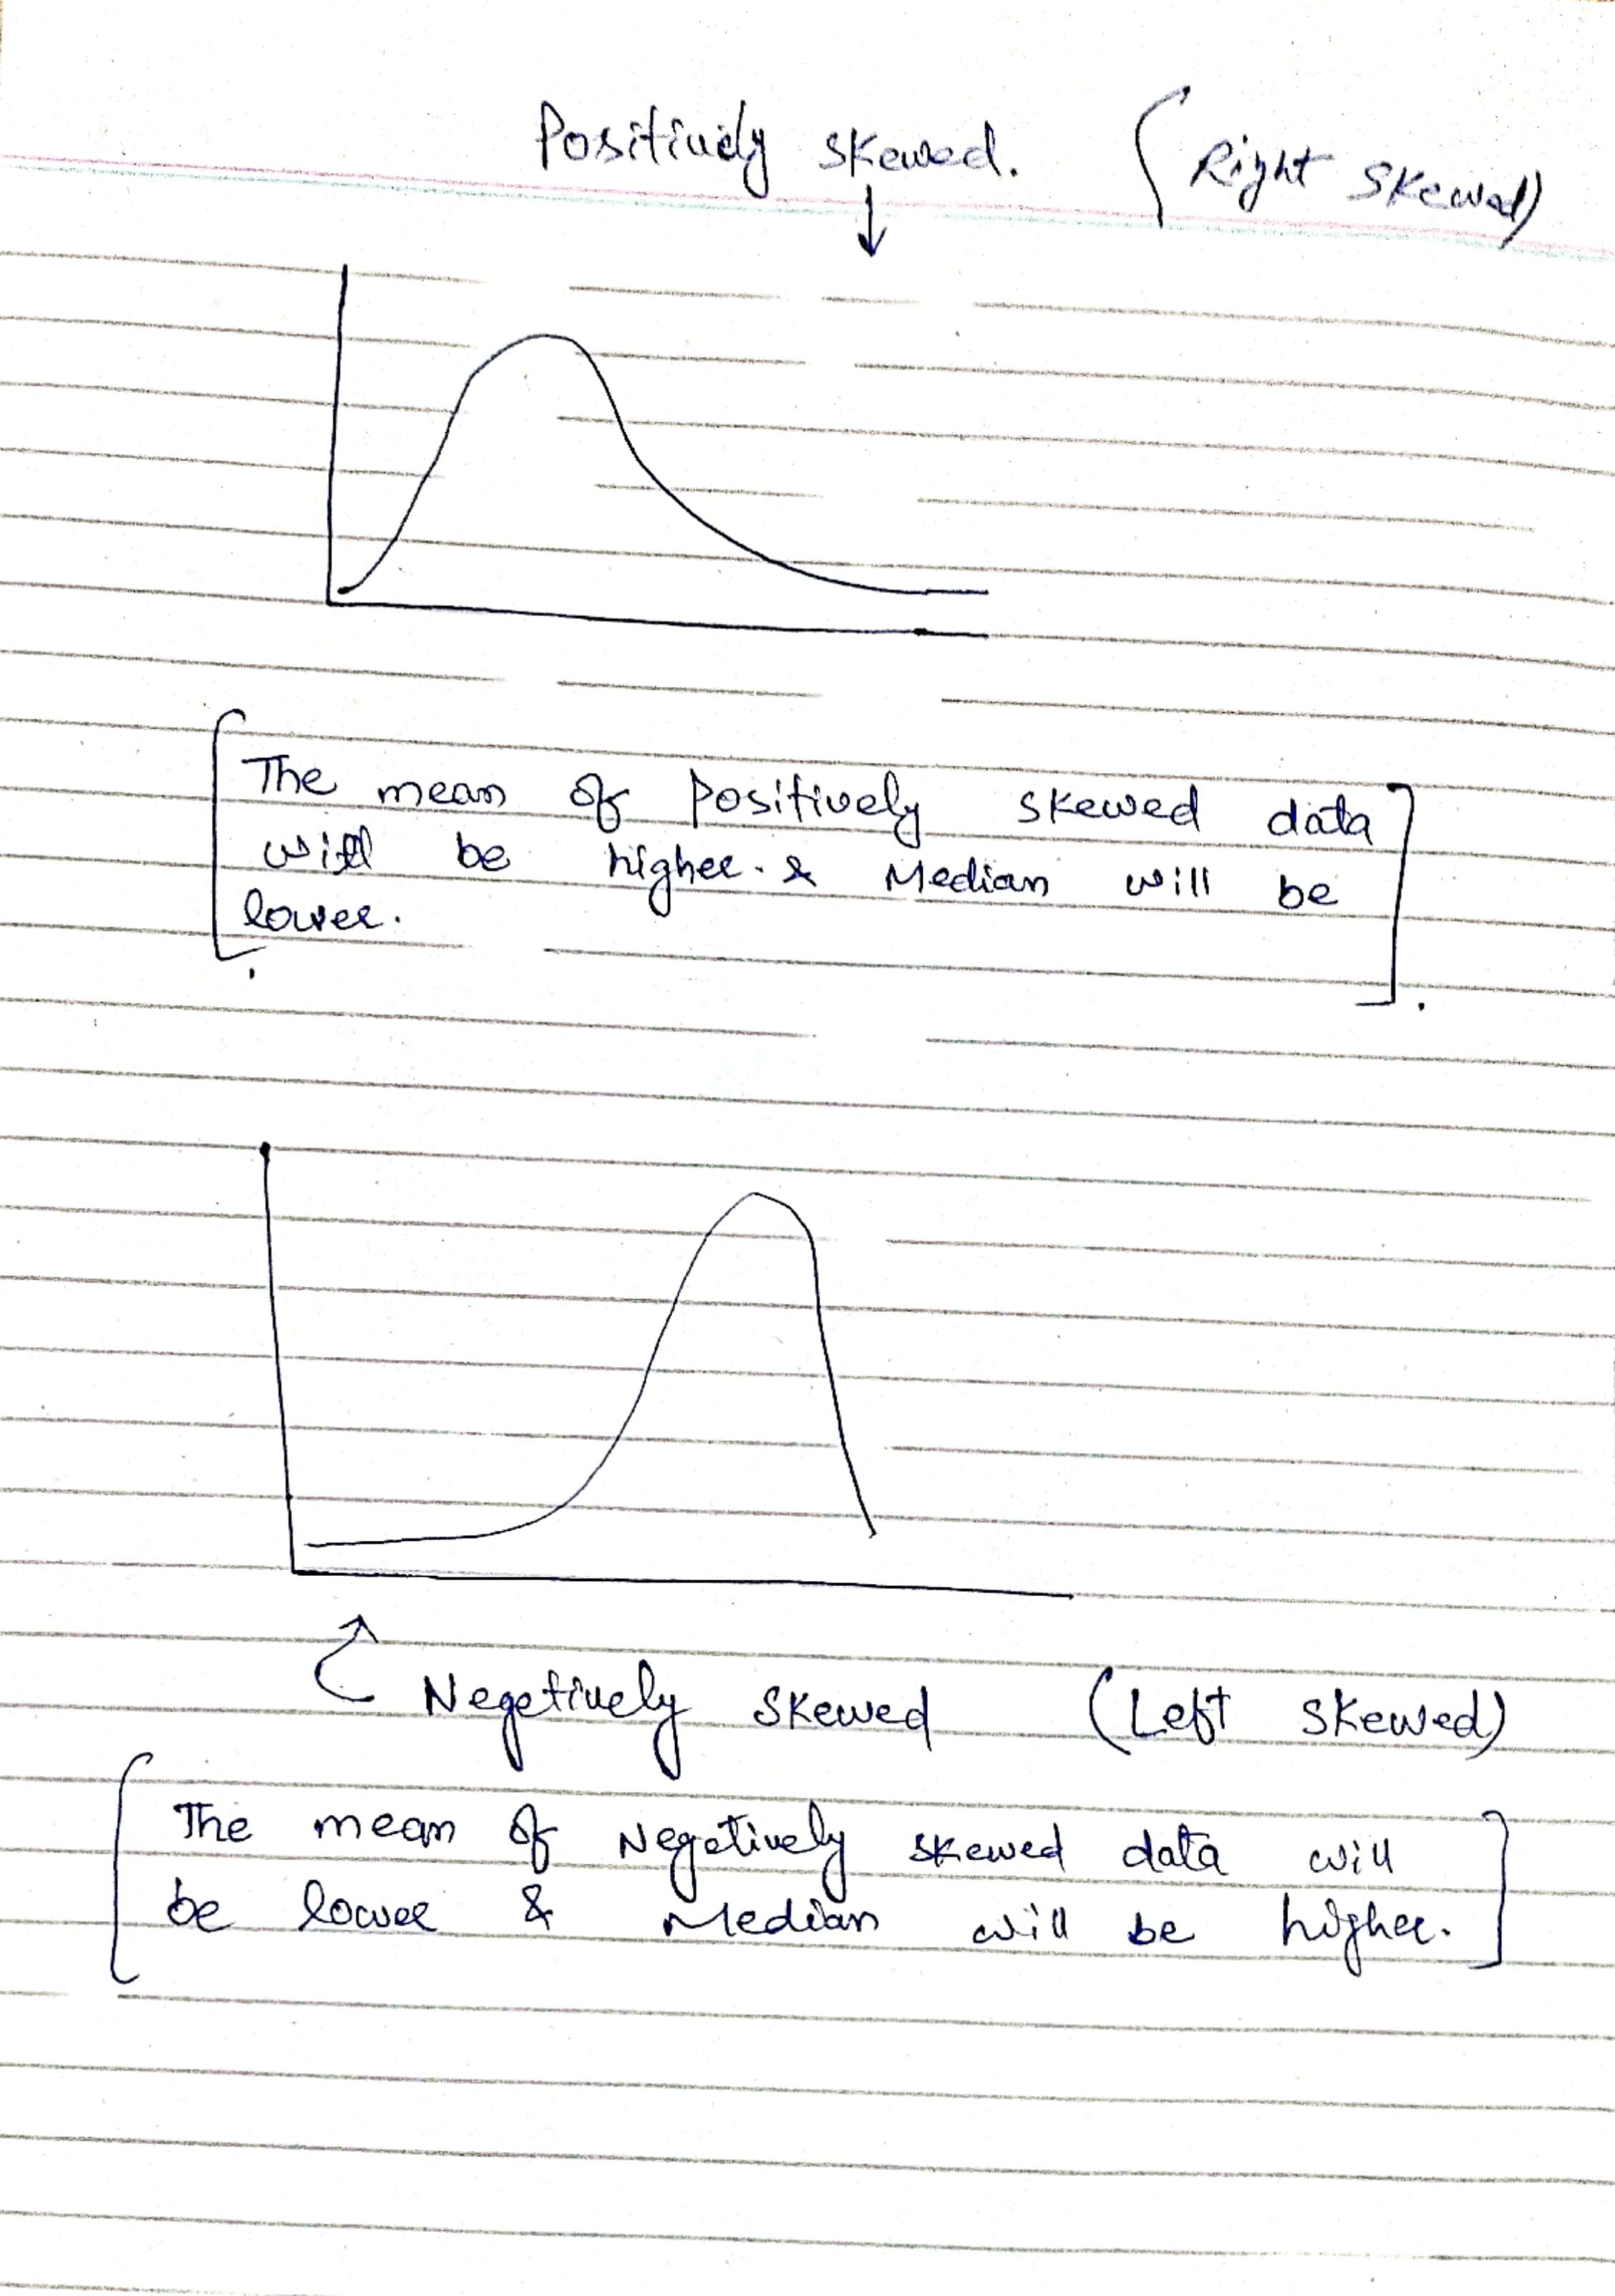 Positively skewed. (Right skewed)
The mean of Positively skewed data
will be higher. & Median will be
lower.
Negetively skewed (Left skewed)
The mean of Negetively skewed data will
be lower & Median will be higher.